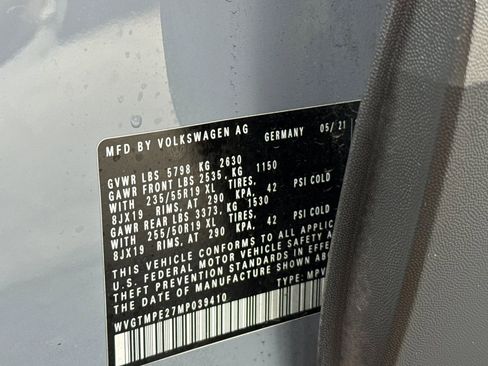 MFD BY VOLKSWAGEN AG GERMANY 05/21
GVWR LBS 5798 KG 2630
GAWR FRONT LBS 2535, KG 1150
WITH 235/55R19 XL TIRES,
8JX19 RIMS, AT 290 KPA, 42 PSI COLD
GAWR REAR LBS 3373, KG 1530
WITH 255/50R19 XL TIRES,
8JX19 RIMS, AT 290 KPA, 42 PSI COLD
THIS VEHICLE CONFORMS TO ALL APPLIC
U.S. FEDERAL MOTOR VEHICLE SAFETY A
THEFT PREVENTION STANDARDS IN EFFE
THE DATE OF MANUFACTURE SHOWN ABO
WVGTMPE27MP039410 TYPE: MPV